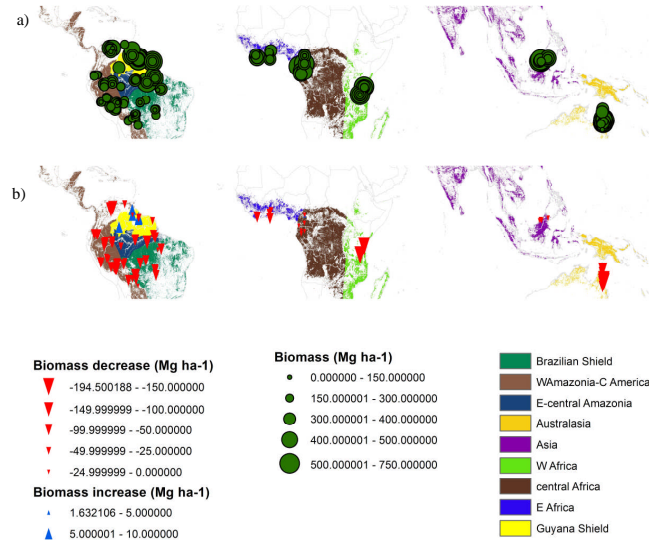 a)
b)
Biomass decrease (Mg ha-1)
-194.500188 - -150.000000
-149.999999 - -100.000000
-99.999999 - -50.000000
-49.999999 - -25.000000
-24.999999 - 0.000000
Biomass increase (Mg ha-1)
1.632106 - 5.000000
5.000001 - 10.000000
Biomass (Mg ha-1)
0.000000 - 150.000000
150.000001 - 300.000000
300.000001 - 400.000000
400.000001 - 500.000000
500.000001 - 750.000000
Brazilian Shield
WAmazonia-C America
E-central Amazonia
Australasia
Asia
W Africa
central Africa
E Africa
Guyana Shield